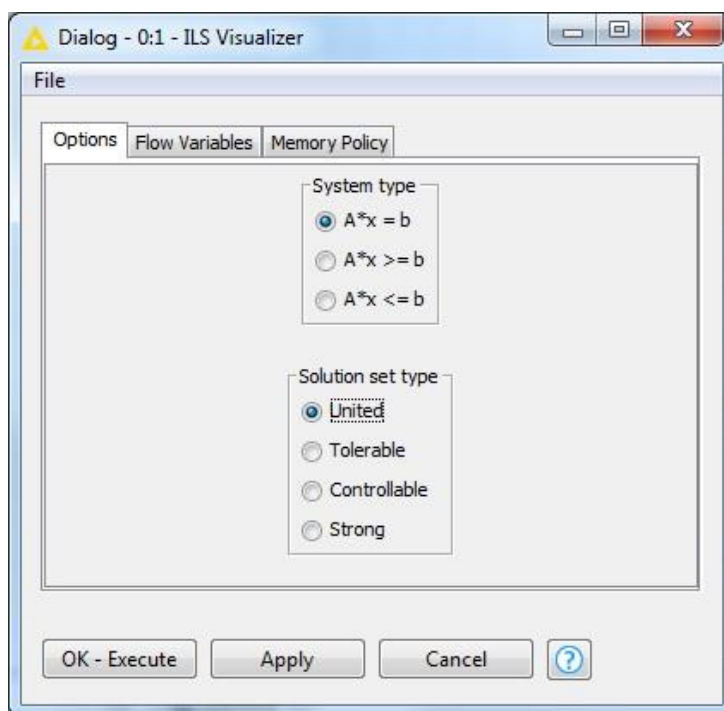 Dialog - 0:1 - ILS Visualizer
File
Options Flow Variables Memory Policy
System type
A*x = b
A*x >= b
A*x <= b
Solution set type
United
Tolerable
Controllable
Strong
OK - Execute Apply Cancel ?